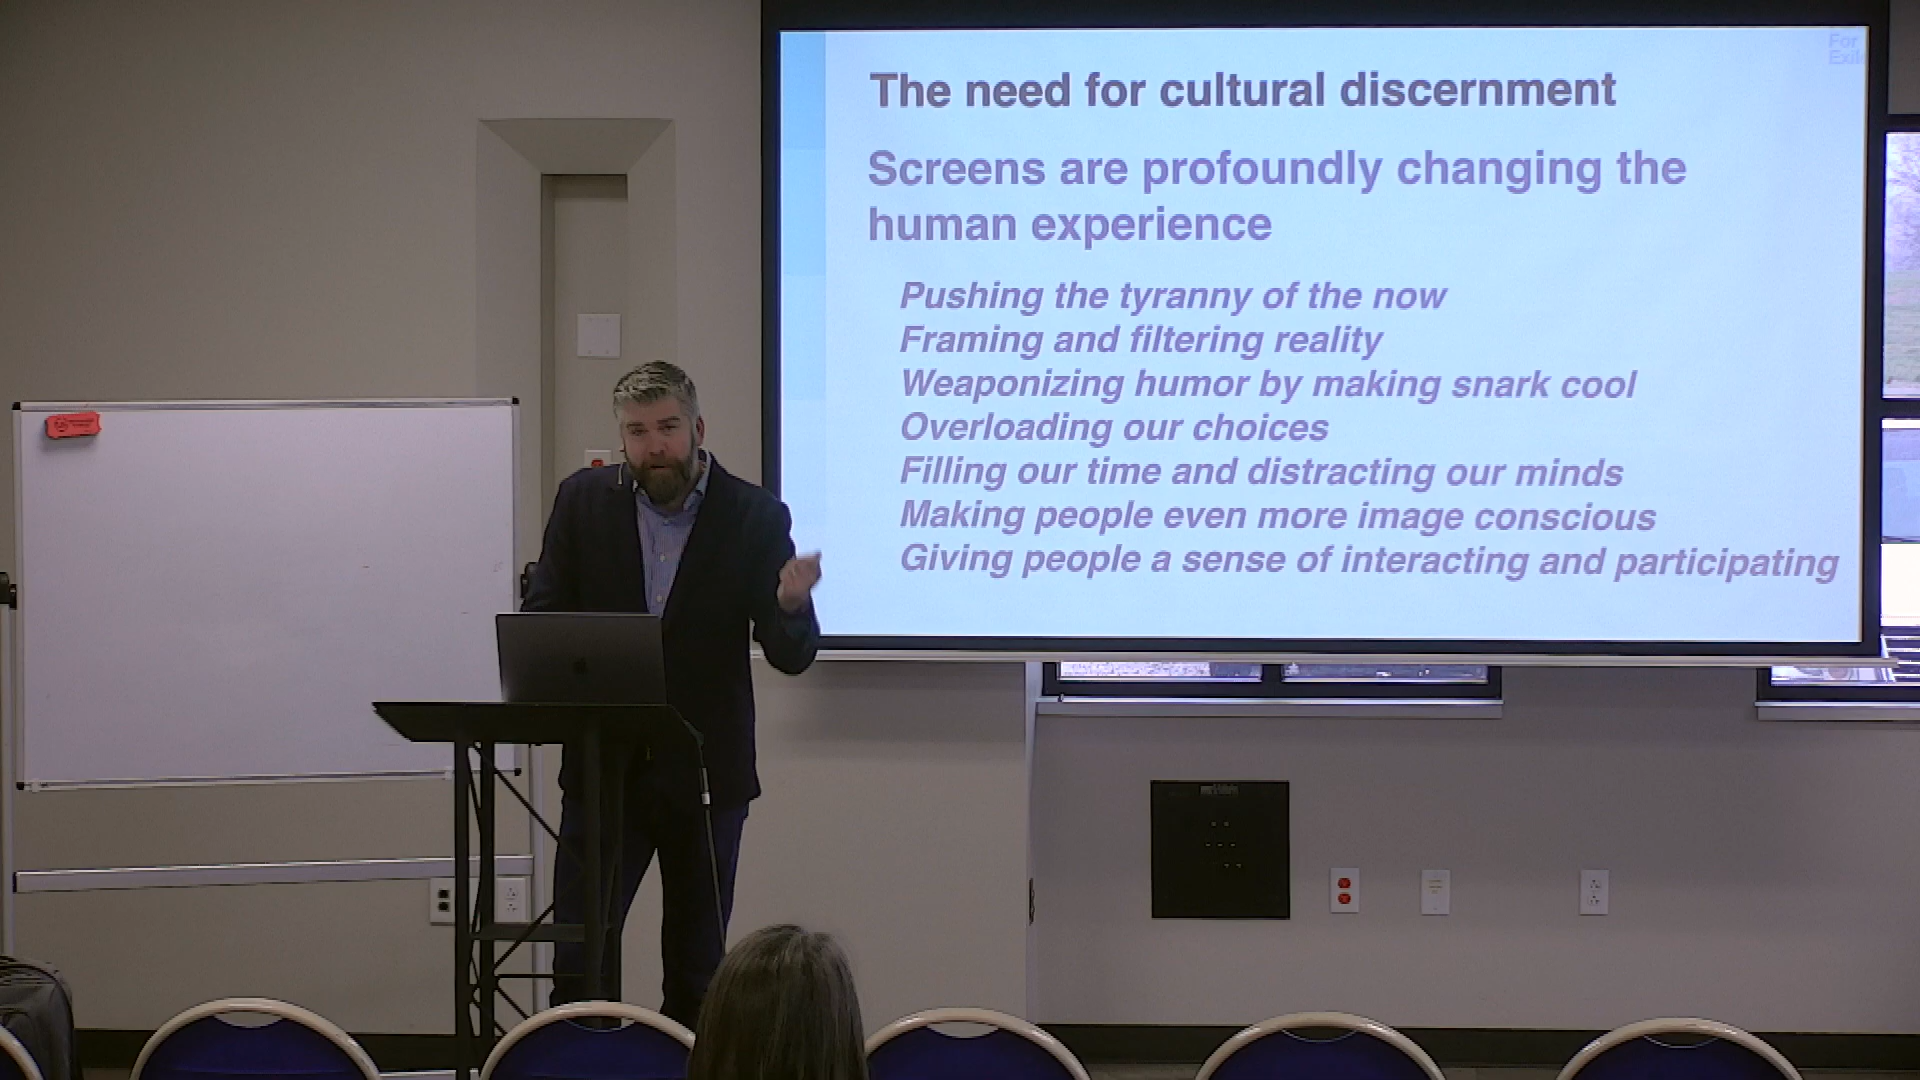 For
The need for cultural discernment
Screens are profoundly changing the
human experience
Pushing the tyranny of the now
Framing and filtering reality
Weaponizing humor by making snark cool
Overloading our choices
Filling our time and distracting our minds
Making people even more image conscious
Giving people a sense of interacting and participating